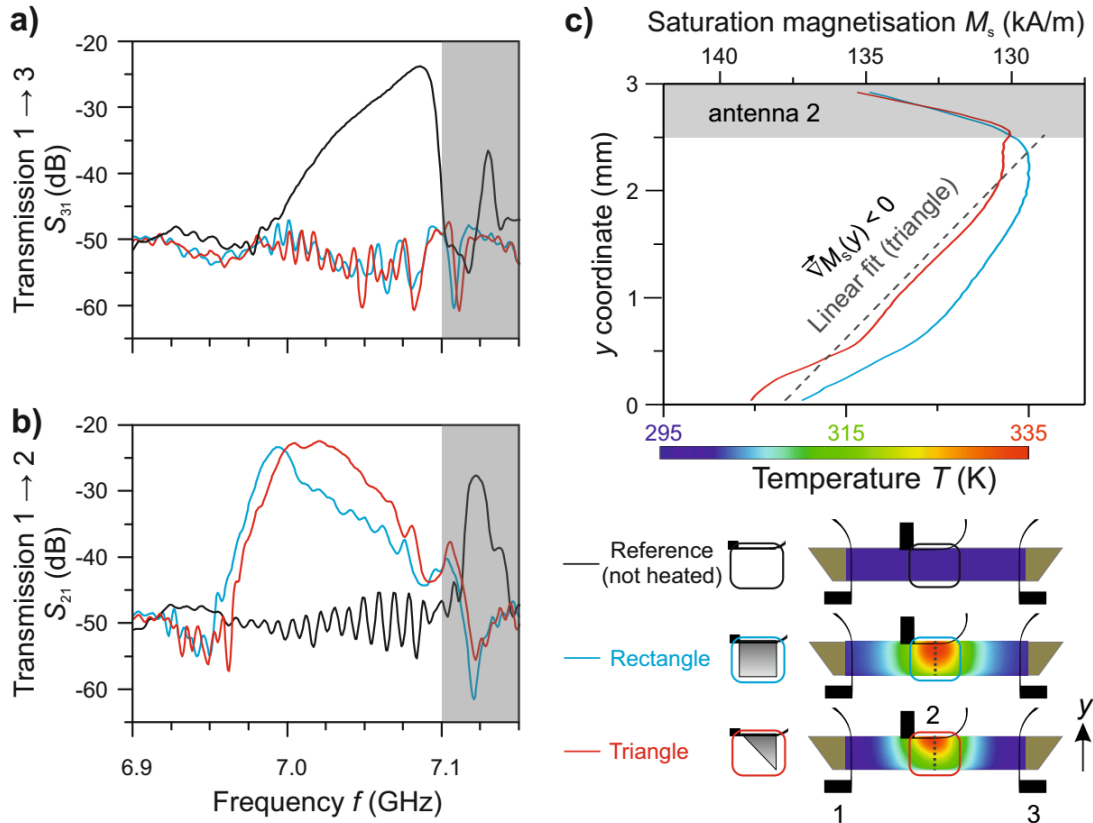 a)
-20
-30
-40
-50
-60
Transmission 1 → 3
S31 (dB)
b)
-20
-30
-40
-50
-60
Transmission 1 → 2
S21 (dB)
6.9
7.0
7.1
Frequency f (GHz)
c)
Saturation magnetisation Ms (kA/m)
139
135
129
3
2
1
0
y coordinate (mm)
antenna 2
∇⃗Ms(y) < 0
Linear fit (triangle)
295
315
335
Temperature T (K)
Reference
(not heated)
Rectangle
Triangle
2
y
1
3